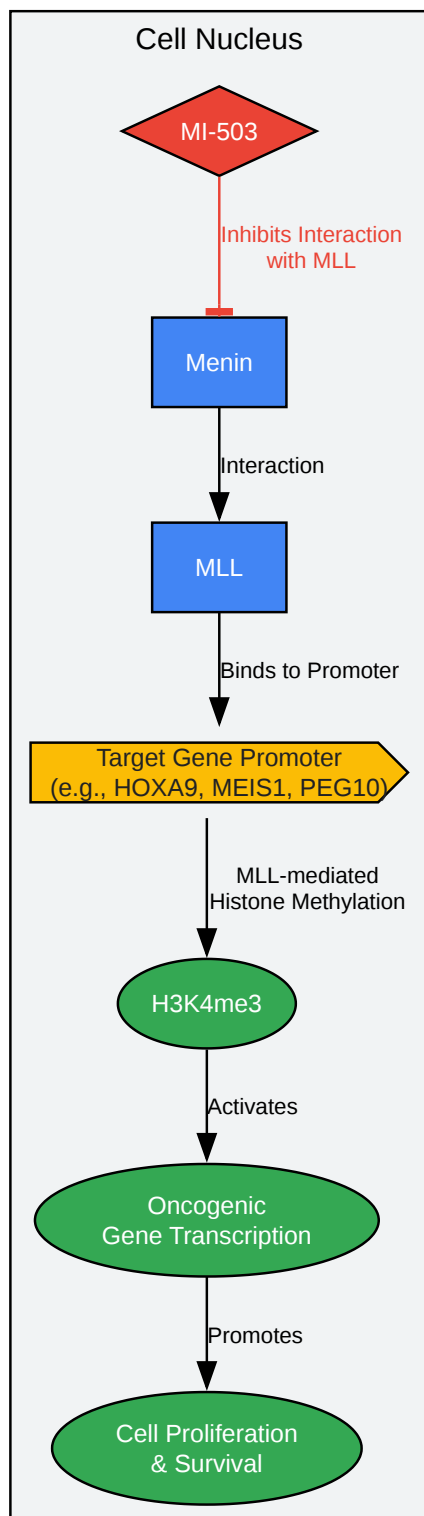 Cell Nucleus
MI-503
Inhibits Interaction
with MLL
Menin
Interaction
MLL
Binds to Promoter
Target Gene Promoter
(e.g., HOXA9, MEIS1, PEG10)
MLL-mediated
Histone Methylation
H3K4me3
Activates
Oncogenic
Gene Transcription
Promotes
Cell Proliferation
& Survival